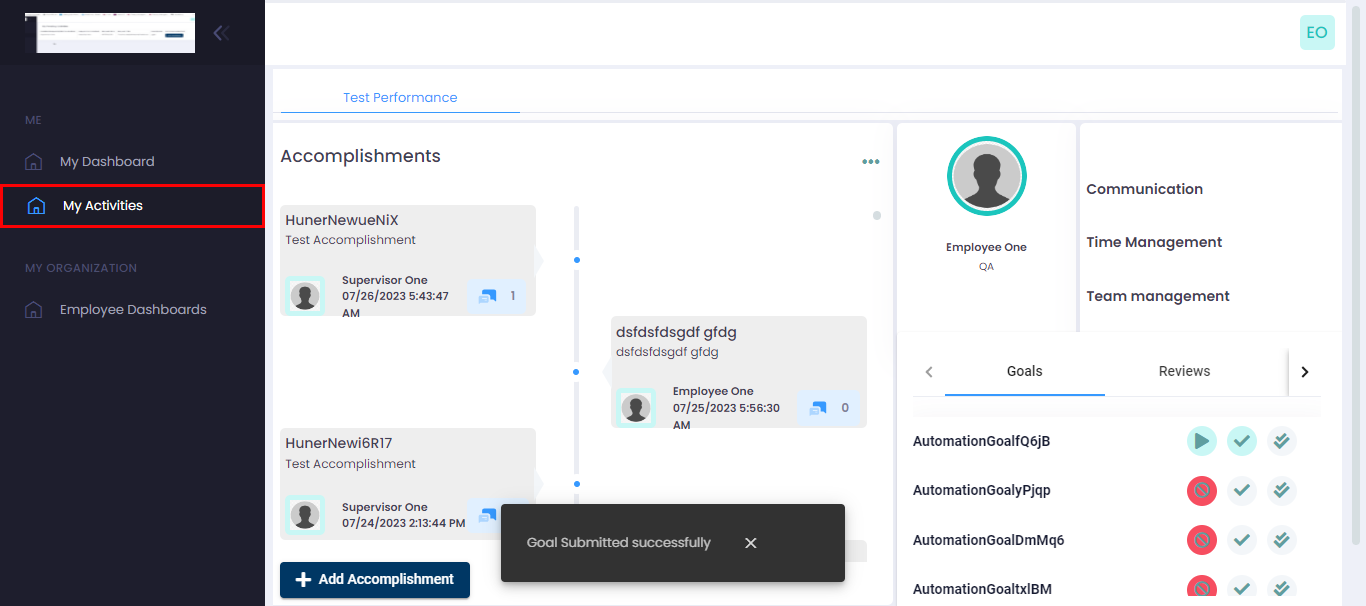 EO
ME
My Dashboard
My Activities
MY ORGANIZATION
Employee Dashboards
Test Performance
Accomplishments
HunerNewueNiX
Test Accomplishment
Supervisor One
07/26/2023 5:43:47
AM
1
dsfdsfdsgdf gfdg
dsfdsfdsgdf gfdg
Employee One
07/25/2023 5:56:30
AM
0
HunerNewi6R17
Test Accomplishment
Supervisor One
07/24/2023 2:13:44 PM
Add Accomplishment
Goal Submitted successfully
Employee One
QA
Communication
Time Management
Team management
Goals
Reviews
AutomationGoalfQ6jB
AutomationGoalyPjqp
AutomationGoalDmMq6
AutomationGoaltxlBM